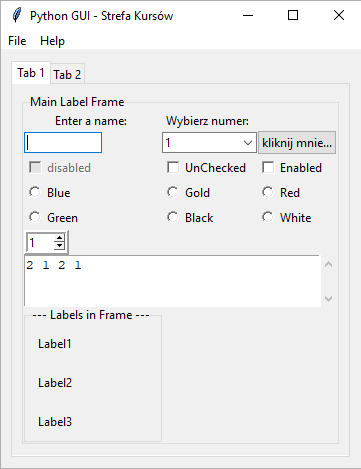 Python GUI - Strefa Kursów
File Help
Tab 1 Tab 2
Main Label Frame
Enter a name: Wybierz numer:
1 kliknij mnie...
disabled UnChecked Enabled
Blue Gold Red
Green Black White
1
2 1 2 1
--- Labels in Frame ---
Label1
Label2
Label3